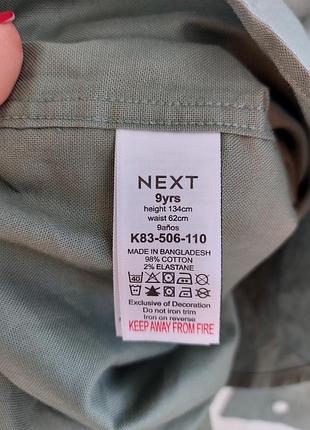 NEXT
9yrs
height 134cm
waist 62cm
9años
K83-506-110
MADE IN BANGLADESH
98% COTTON
2% ELASTANE
40
Exclusive of Decoration
Do not iron trim
Iron on reverse
KEEP AWAY FROM FIRE